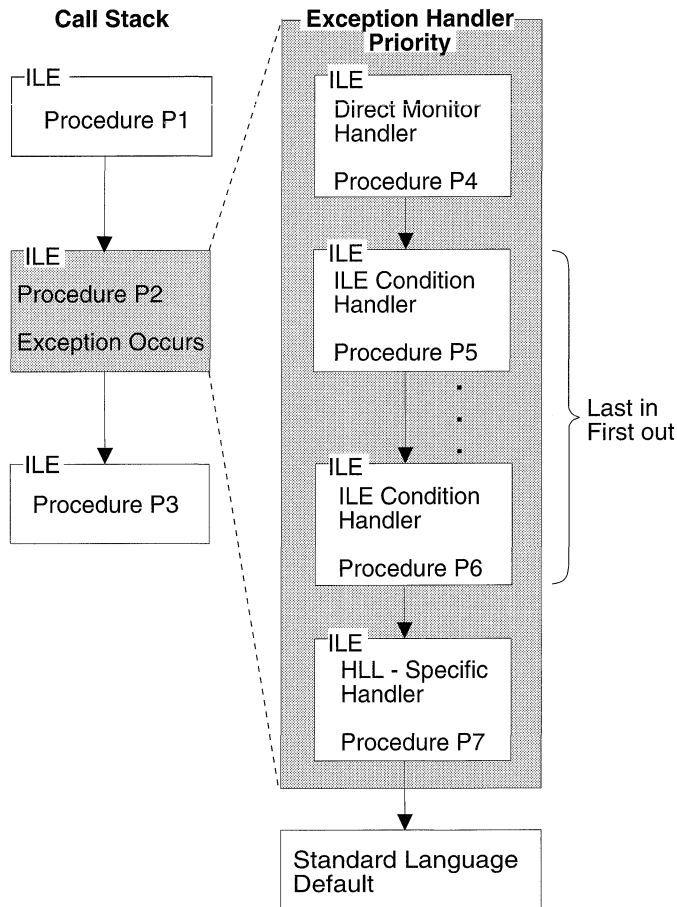 Call Stack
ILE
Procedure P1
ILE
Procedure P2
Exception Occurs
ILE
Procedure P3
Exception Handler
Priority
ILE
Direct Monitor
Handler
Procedure P4
ILE
ILE Condition
Handler
Procedure P5
ILE
ILE Condition
Handler
Procedure P6
Last in
First out
ILE
HLL - Specific
Handler
Procedure P7
Standard Language
Default